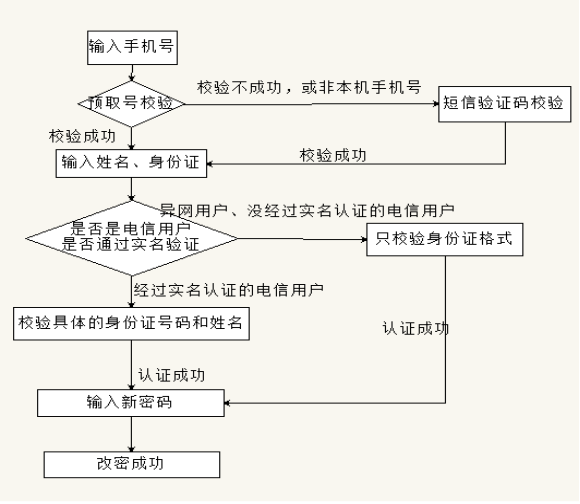 输入手机号
校验不成功，或非本机手机号
预取号校验
短信验证码校验
校验成功
校验成功
输入姓名、身份证
异网用户、没经过实名认证的电信用户
是否是电信用户
是否通过实名验证
只校验身份证格式
经过实名认证的电信用户
校验具体的身份证号码和姓名
认证成功
认证成功
输入新密码
改密成功